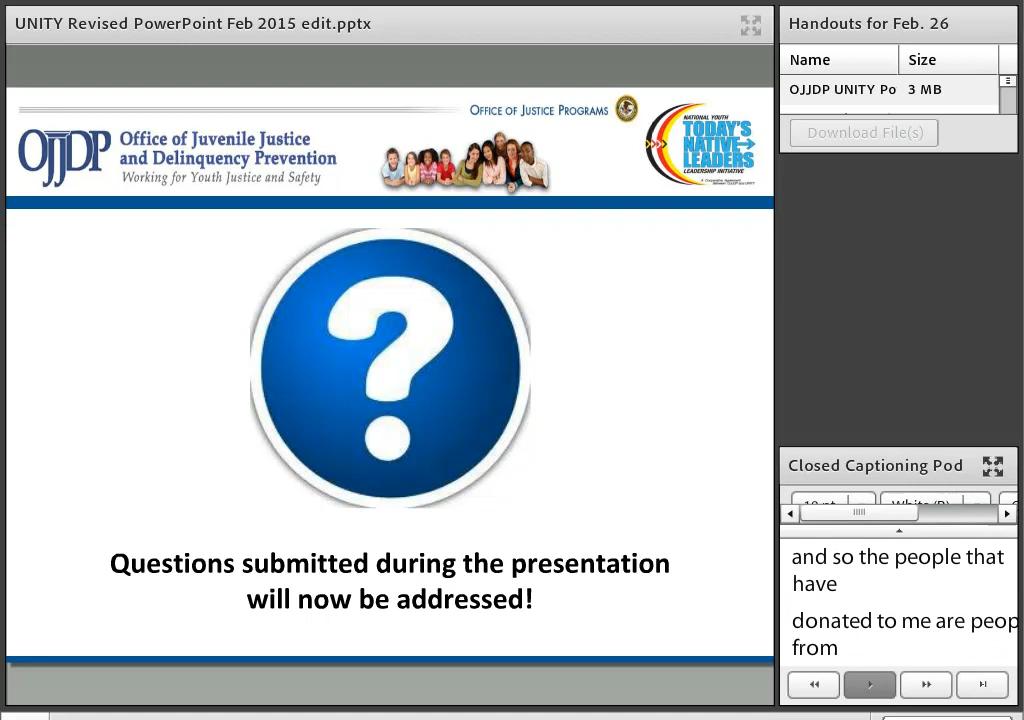 UNITY Revised PowerPoint Feb 2015 edit.pptx
OFFICE OF JUSTICE PROGRAMS
OJJDP
Office of Juvenile Justice
and Delinquency Prevention
Working for Youth Justice and Safety
NATIONAL YOUTH
TODAY'S
NATIVE
LEADERS
LEADERSHIP INITIATIVE
?
Questions submitted during the presentation
will now be addressed!
Handouts for Feb. 26
Name Size
OJJDP UNITY Po 3 MB
Download File(s)
Closed Captioning Pod
and so the people that
have
donated to me are peop
from